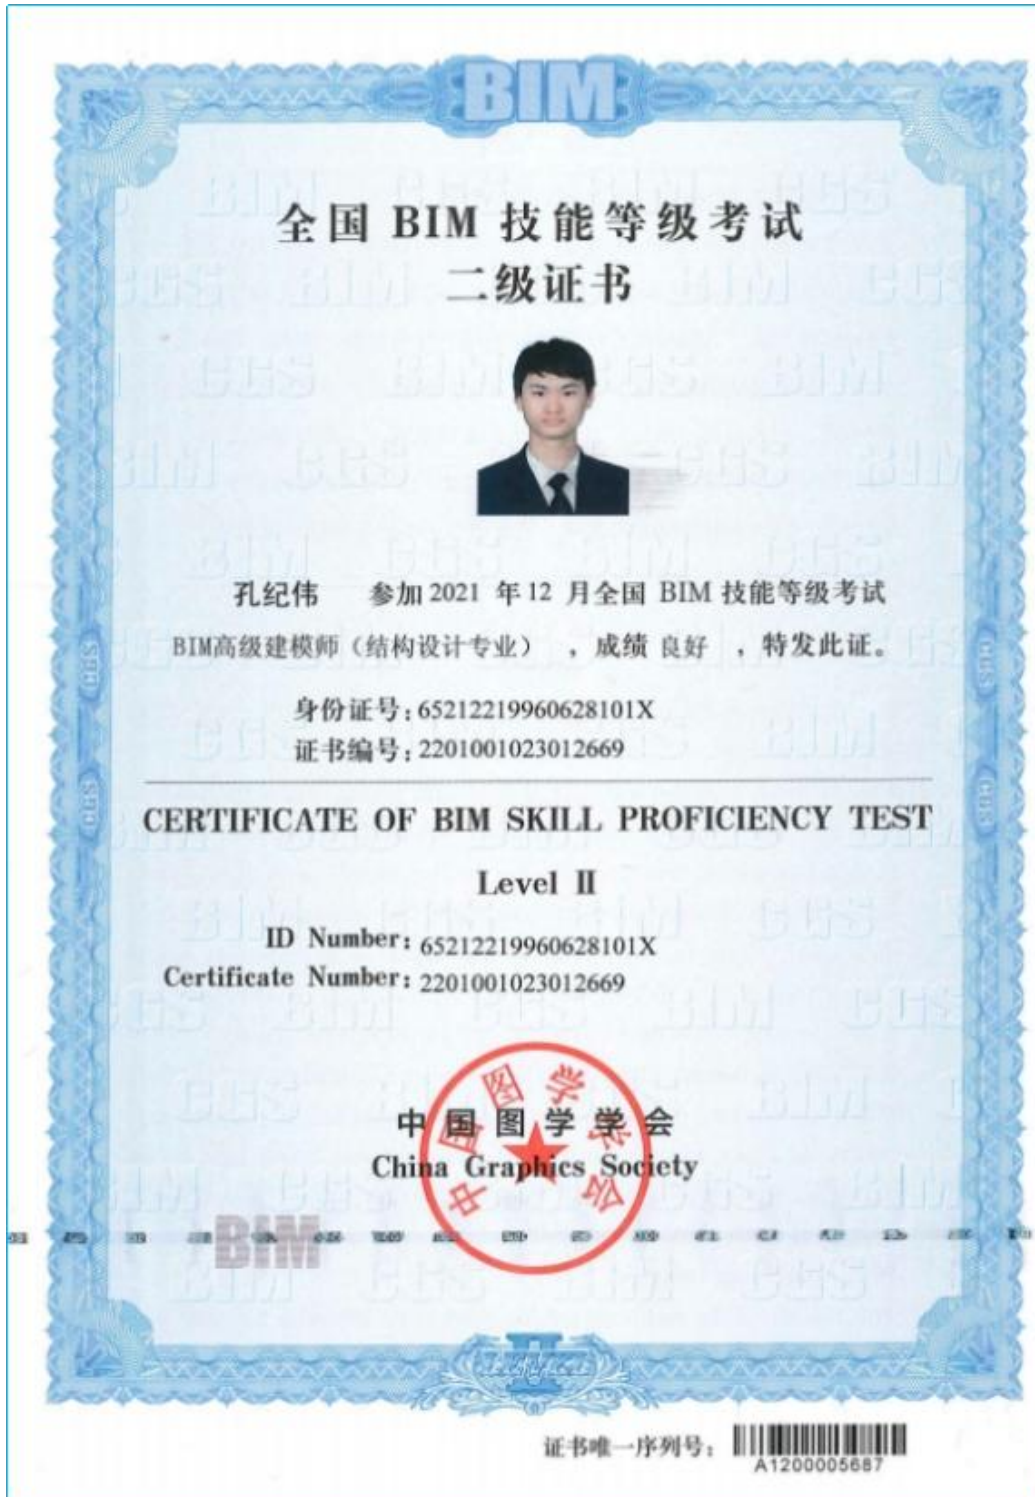 BIM
全国 BIM 技能等级考试
二级证书
孔纪伟 参加 2021 年 12 月全国 BIM 技能等级考试
BIM高级建模师（结构设计专业），成绩 良好 ，特发此证。
身份证号：65212219960628101X
证书编号：2201001023012669
CERTIFICATE OF BIM SKILL PROFICIENCY TEST
Level II
ID Number: 65212219960628101X
Certificate Number: 2201001023012669
中国图学学会
China Graphics Society
中国图学学会
BIM
II
证书唯一序列号：
A1200005687